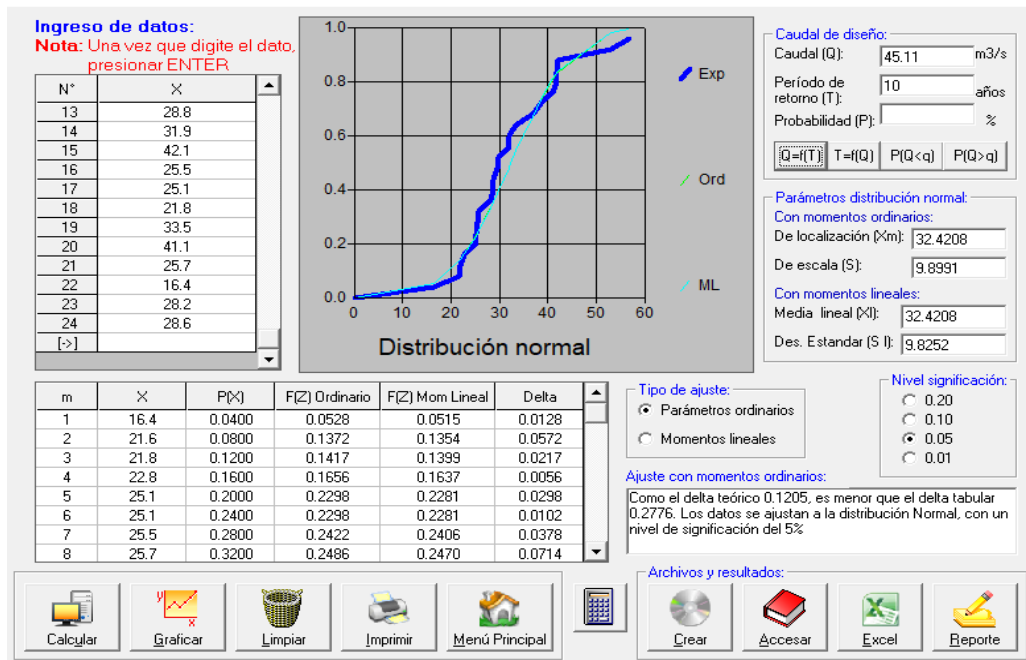 Ingreso de datos:
Nota: Una vez que digite el dato,
presionar ENTER
N° X
13 28.8
14 31.9
15 42.1
16 25.5
17 25.1
18 21.8
19 33.5
20 41.1
21 25.7
22 16.4
23 28.2
24 28.6
[->]
1.0
0.8
0.6
0.4
0.2
0.0
0 10 20 30 40 50 60
Distribución normal
Exp
Ord
ML
Caudal de diseño:
Caudal (Q): 45.11 m3/s
Período de
retorno (T): 10 años
Probabilidad (P): %
Q=f(T) T=f(Q) P(Q<q) P(Q>q)
Parámetros distribución normal:
Con momentos ordinarios:
De localización (Xm): 32.4208
De escala (S): 9.8991
Con momentos lineales:
Media lineal (Xl): 32.4208
Des. Estandar (S l): 9.8252
m X P(X) F(Z) Ordinario F(Z) Mom Lineal Delta
1 16.4 0.0400 0.0528 0.0515 0.0128
2 21.6 0.0800 0.1372 0.1354 0.0572
3 21.8 0.1200 0.1417 0.1399 0.0217
4 22.8 0.1600 0.1656 0.1637 0.0056
5 25.1 0.2000 0.2298 0.2281 0.0298
6 25.1 0.2400 0.2298 0.2281 0.0102
7 25.5 0.2800 0.2422 0.2406 0.0378
8 25.7 0.3200 0.2486 0.2470 0.0714
Tipo de ajuste:
Parámetros ordinarios
Momentos lineales
Nivel significación:
0.20
0.10
0.05
0.01
Ajuste con momentos ordinarios:
Como el delta teórico 0.1205, es menor que el delta tabular
0.2776. Los datos se ajustan a la distribución Normal, con un
nivel de significación del 5%
Calcular Graficar Limpiar Imprimir Menú Principal
Archivos y resultados:
Crear Accesar Excel Reporte